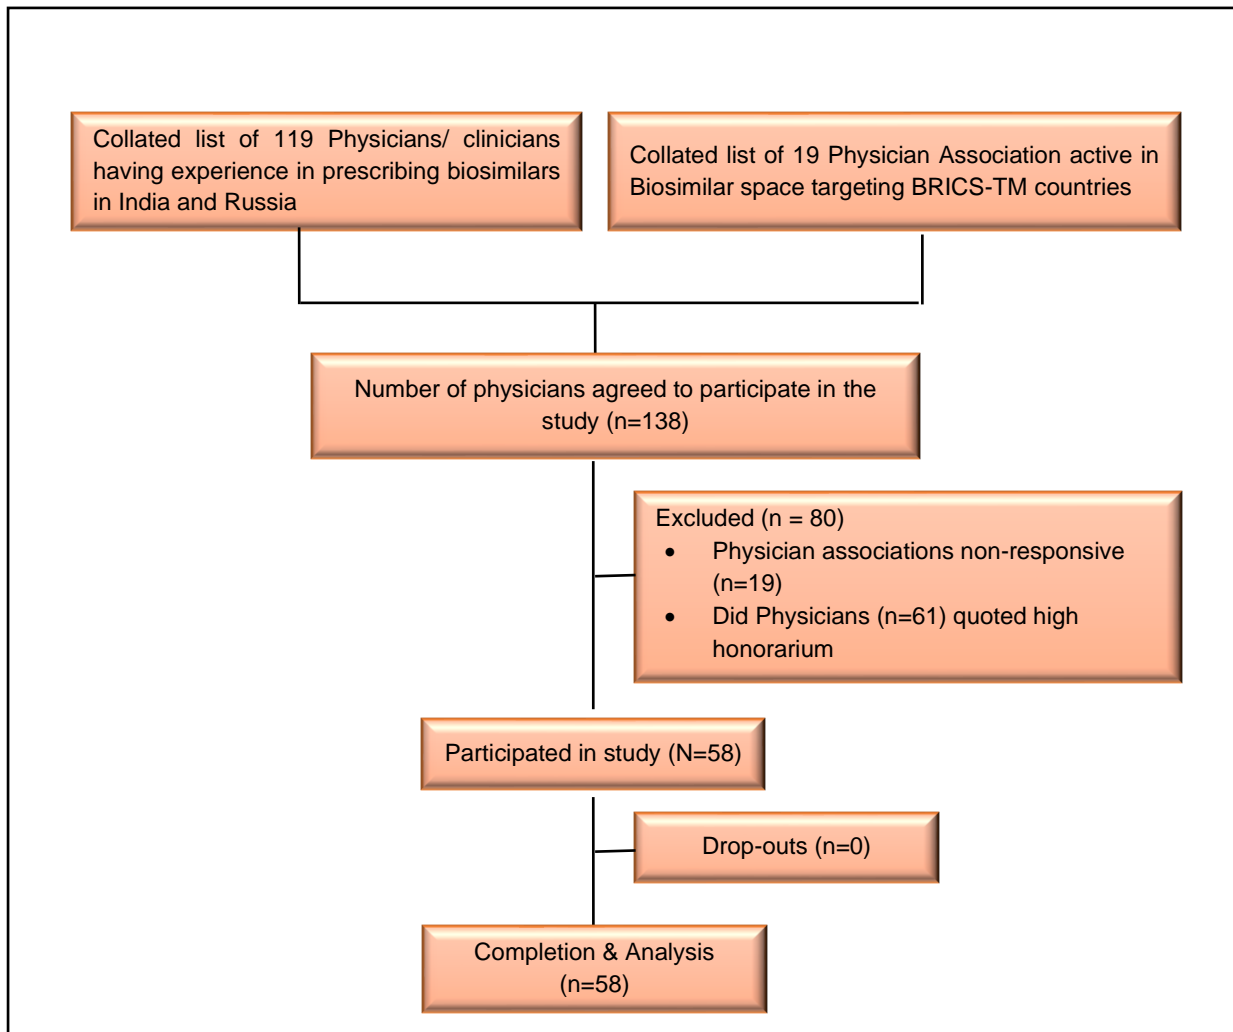 Collated list of 119 Physicians/ clinicians
having experience in prescribing biosimilars
in India and Russia
Collated list of 19 Physician Association active in
Biosimilar space targeting BRICS-TM countries
Number of physicians agreed to participate in the
study (n=138)
Excluded (n = 80)
• Physician associations non-responsive
(n=19)
• Did Physicians (n=61) quoted high
honorarium
Participated in study (N=58)
Drop-outs (n=0)
Completion & Analysis
(n=58)